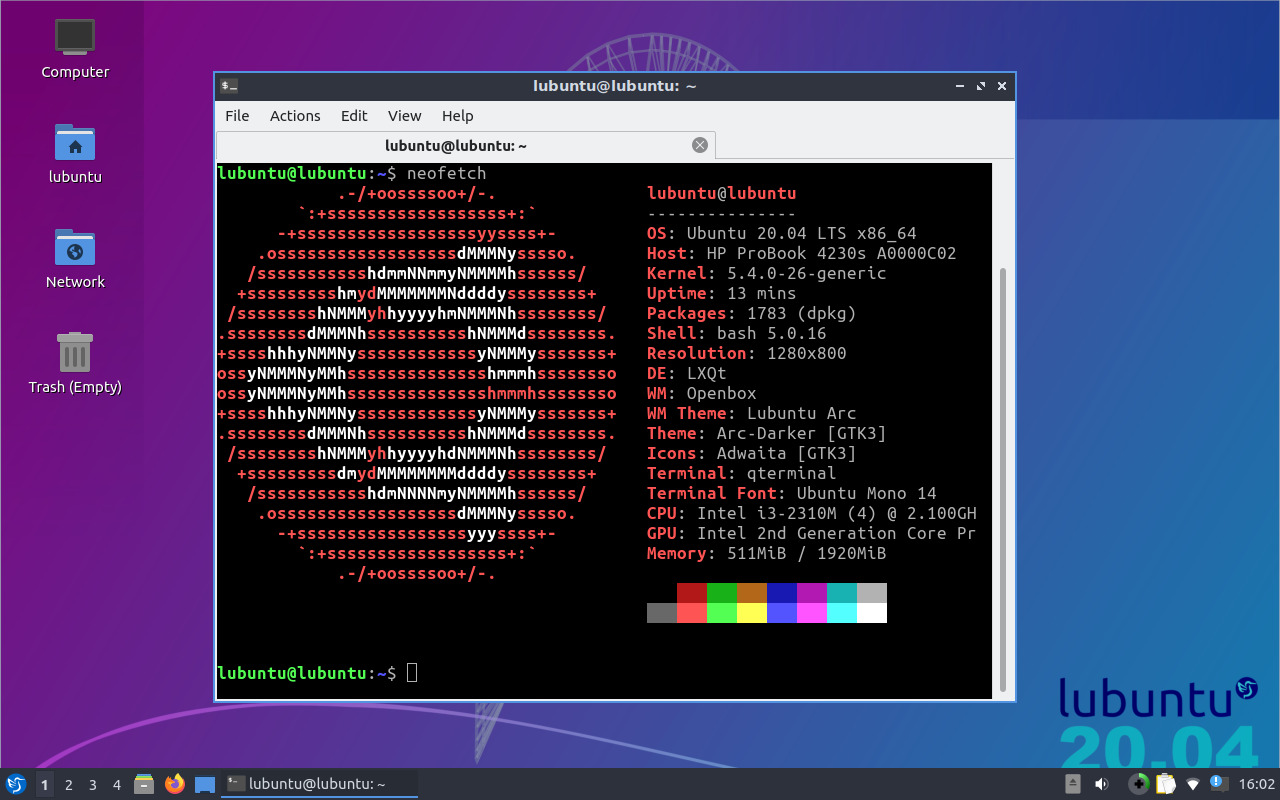 Computer
lubuntu
Network
Trash (Empty)
lubuntu@lubuntu: ~
File Actions Edit View Help
lubuntu@lubuntu: ~
lubuntu@lubuntu:~$ neofetch
.-/+oossssoo+/-.
`:+ssssssssssssssssss+:`
-+ssssssssssssssssssyyssss+-
.ossssssssssssssssssdMMMNysssso.
/ssssssssssshdmmNNmmyNMMMMhssssss/
+ssssssssshmydMMMMMMMNddddyssssssss+
/sssssssshNMMMyhhyyyyhmNMMMNhssssssss/
.ssssssssdMMMNhsssssssssshNMMMdssssssss.
+sssshhhyNMMNyssssssssssssyNMMMysssssss+
ossyNMMMNyMMhsssssssssssssshmmmhssssssso
ossyNMMMNyMMhsssssssssssssshmmmhssssssso
+sssshhhyNMMNyssssssssssssyNMMMysssssss+
.ssssssssdMMMNhsssssssssshNMMMdssssssss.
/sssssssshNMMMyhhyyyyhdNMMMNhssssssss/
+sssssssssdmydMMMMMMMMddddyssssssss+
/ssssssssssshdmNNNNmyNMMMMhssssss/
.ossssssssssssssssssdMMMNysssso.
-+sssssssssssssssssyyyssss+-
`:+ssssssssssssssssss+:`
.-/+oossssoo+/-.
lubuntu@lubuntu
---------------
OS: Ubuntu 20.04 LTS x86_64
Host: HP ProBook 4230s A0000C02
Kernel: 5.4.0-26-generic
Uptime: 13 mins
Packages: 1783 (dpkg)
Shell: bash 5.0.16
Resolution: 1280x800
DE: LXQt
WM: Openbox
WM Theme: Lubuntu Arc
Theme: Arc-Darker [GTK3]
Icons: Adwaita [GTK3]
Terminal: qterminal
Terminal Font: Ubuntu Mono 14
CPU: Intel i3-2310M (4) @ 2.100GH
GPU: Intel 2nd Generation Core Pr
Memory: 511MiB / 1920MiB
lubuntu@lubuntu:~$
lubuntu
20.04
1 2 3 4 lubuntu@lubuntu: ~ 16:02